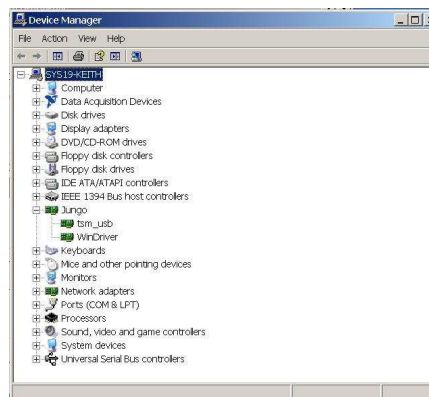 Device Manager
File Action View Help
SYS19-KEITH
Computer
Data Acquisition Devices
Disk drives
Display adapters
DVD/CD-ROM drives
Floppy disk controllers
Floppy disk drives
IDE ATA/ATAPI controllers
IEEE 1394 Bus host controllers
Jungo
tsm_usb
WinDriver
Keyboards
Mice and other pointing devices
Monitors
Network adapters
Ports (COM & LPT)
Processors
Sound, video and game controllers
System devices
Universal Serial Bus controllers